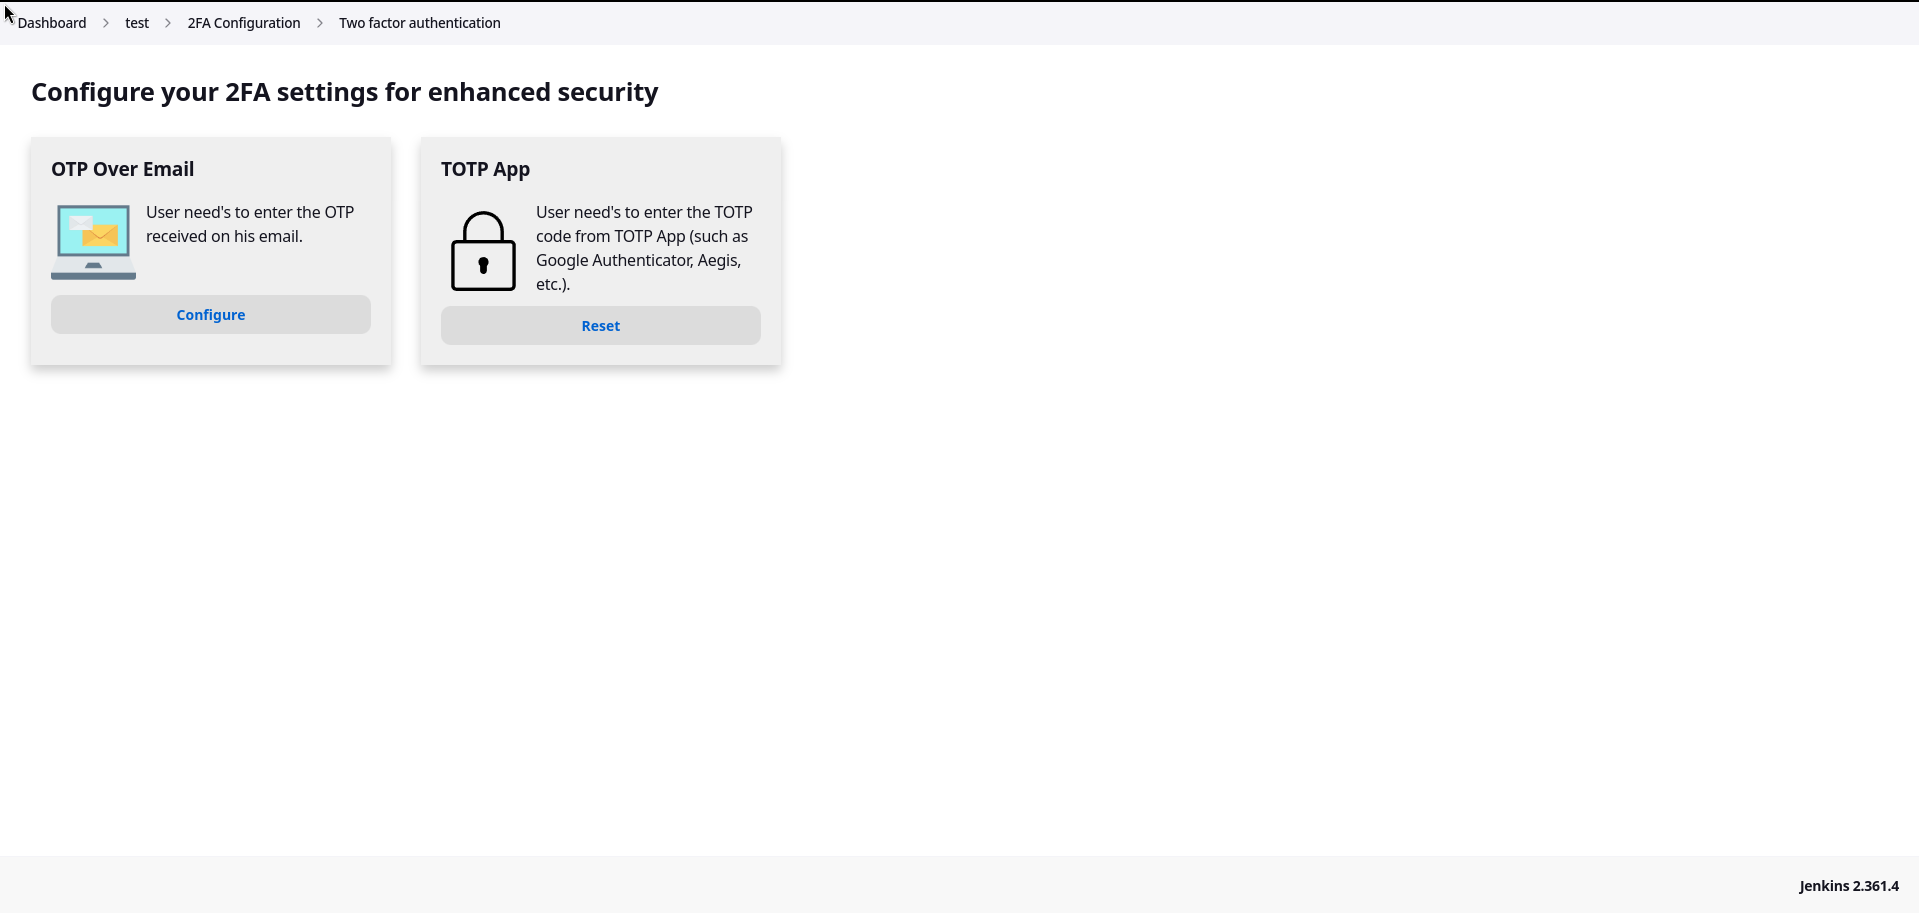 Dashboard > test > 2FA Configuration > Two factor authentication
Configure your 2FA settings for enhanced security
OTP Over Email
User need's to enter the OTP
received on his email.
Configure
TOTP App
User need's to enter the TOTP
code from TOTP App (such as
Google Authenticator, Aegis,
etc.).
Reset
Jenkins 2.361.4